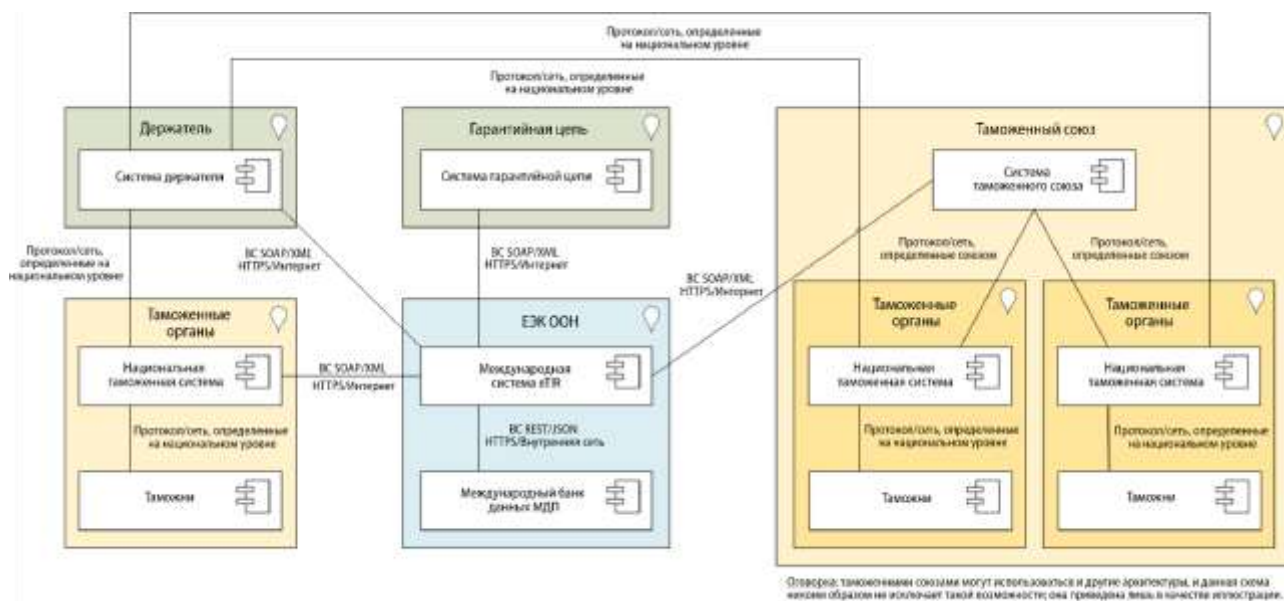 Протокол/сеть, определенные
на национальном уровне
Протокол/сеть, определенные
на национальном уровне
Держатель
Система держателя
Гарантийная цепь
Система гарантийной цепи
Таможенный союз
Система
таможенного союза
Протокол/сеть,
определенные на
национальном уровне
ВС SOAP/XML
HTTPS/Интернет
ВС SOAP/XML
HTTPS/Интернет
ВС SOAP/XML
HTTPS/Интернет
Протокол/сеть,
определенные союзом
Протокол/сеть,
определенные союзом
Таможенные
органы
Национальная
таможенная система
ВС SOAP/XML
HTTPS/Интернет
ЕЭК ООН
Международная
система eTIR
Таможенные
органы
Национальная
таможенная система
Таможенные
органы
Национальная
таможенная система
Протокол/сеть, определенные
на национальном уровне
ВС REST/JSON
HTTPS/Внутренняя сеть
Протокол/сеть, определенные
на национальном уровне
Протокол/сеть, определенные
на национальном уровне
Таможни
Международный банк
данных МДП
Таможни
Таможни
Оговорка: таможенными союзами могут использоваться и другие архитектуры, и данная схема
никоим образом не исключает такой возможности; она приведена лишь в качестве иллюстрации.